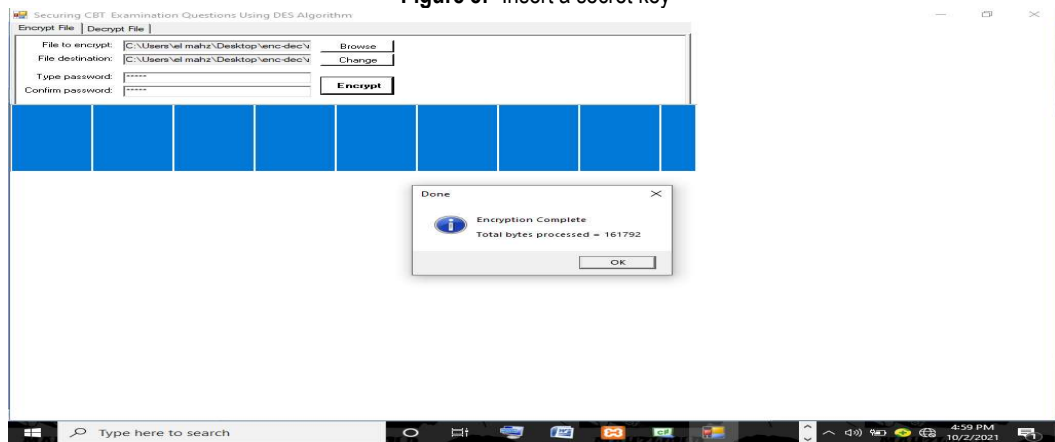 Figure 3. Insert a secret key
Securing CBT Examination Questions Using DES Algorithm
Encrypt File Decrypt File
File to encrypt: C:\Users\el mahz\Desktop\enc-dec\ Browse
File destination: C:\Users\el mahz\Desktop\enc-dec\ Change
Type password: *****
Confirm password: *****
Encrypt
Done
Encryption Complete
Total bytes processed = 161792
OK
Type here to search
4:59 PM
10/2/2021